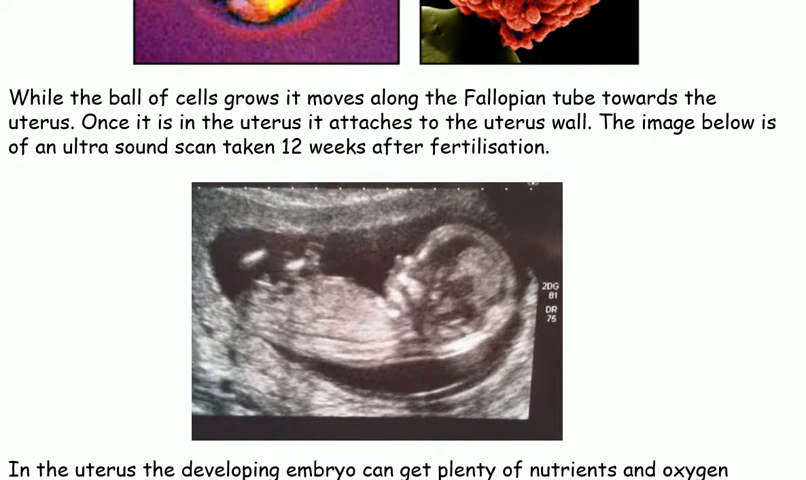 While the ball of cells grows it moves along the Fallopian tube towards the
uterus. Once it is in the uterus it attaches to the uterus wall. The image below is
of an ultra sound scan taken 12 weeks after fertilisation.
2DG
81
DR
75
In the uterus the developing embryo can get plenty of nutrients and oxygen